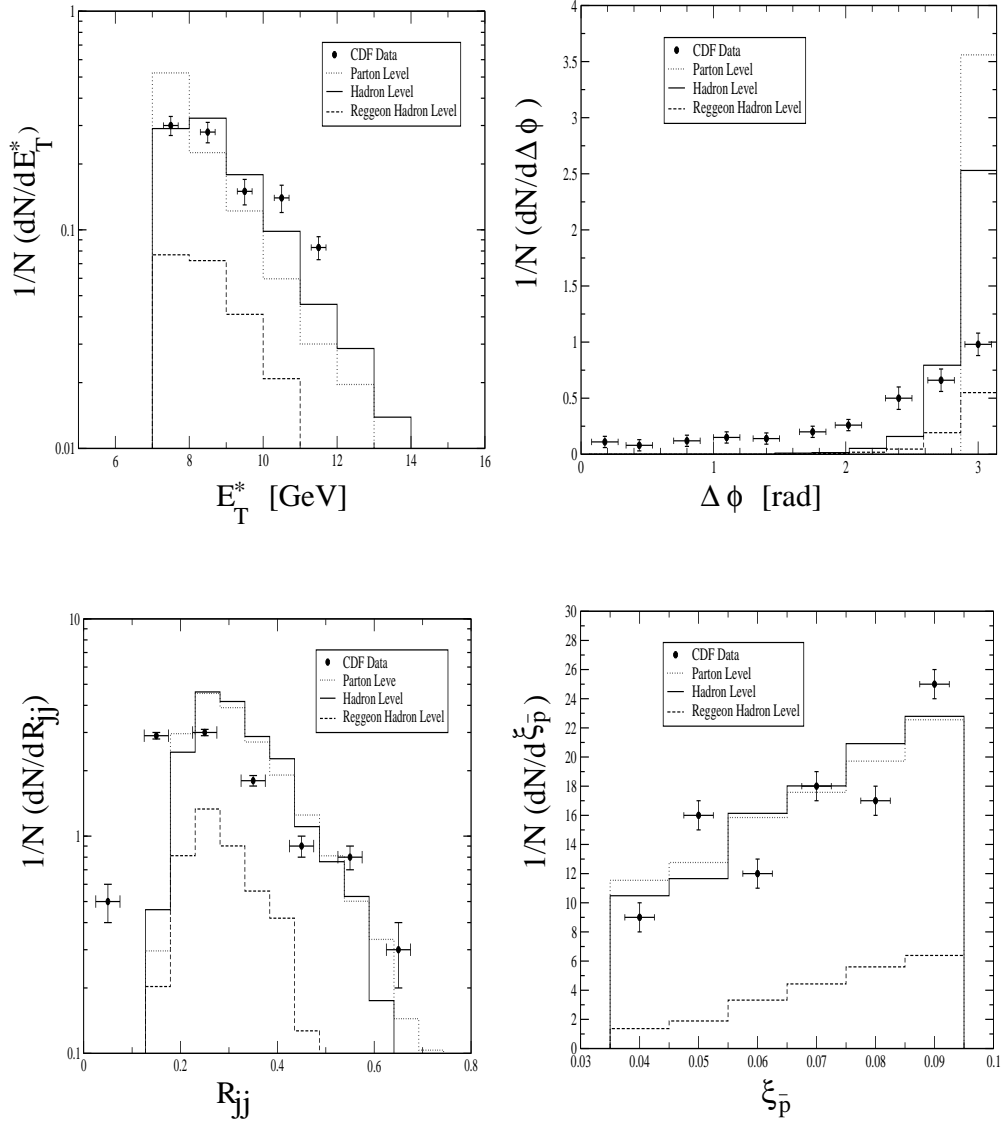 1
0.1
0.01
6
8
10
12
14
16
E*T [GeV]
1/N (dN/dE*T)
CDF Data
Parton Level
Hadron Level
Reggeon Hadron Level
4
3.5
3
2.5
2
1.5
1
0.5
0
0
1
2
3
Δ ϕ [rad]
1/N (dN/dΔ ϕ)
CDF Data
Parton Level
Hadron Level
Reggeon Hadron Level
10
1
0.1
0
0.2
0.4
0.6
0.8
Rjj
1/N (dN/dRjj)
CDF Data
Parton Leve
Hadron Level
Reggeon Hadron Level
30
28
26
24
22
20
18
16
14
12
10
8
6
4
2
0
0.03
0.04
0.05
0.06
0.07
0.08
0.09
0.1
ξp̄
1/N (dN/dξp̄)
CDF Data
Parton Level
Hadron Level
Reggeon Hadron Level